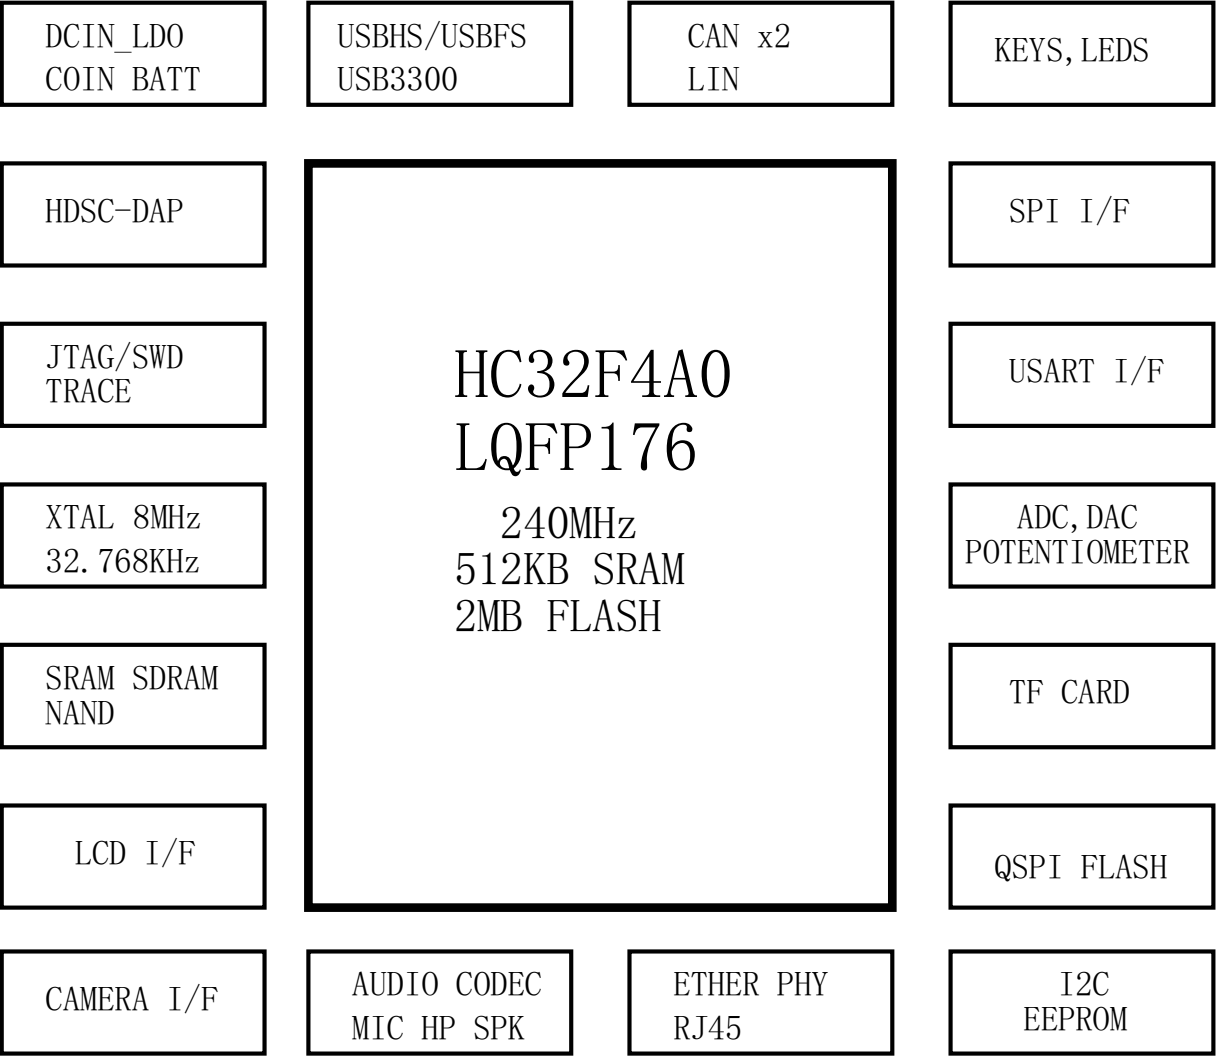 DCIN_LDO
COIN BATT
USBHS/USBFS
USB3300
CAN x2
LIN
KEYS,LEDS
HDSC-DAP
SPI I/F
JTAG/SWD
TRACE
HC32F4A0
LQFP176
240MHz
512KB SRAM
2MB FLASH
USART I/F
XTAL 8MHz
32.768KHz
ADC,DAC
POTENTIOMETER
SRAM SDRAM
NAND
TF CARD
LCD I/F
QSPI FLASH
CAMERA I/F
AUDIO CODEC
MIC HP SPK
ETHER PHY
RJ45
I2C
EEPROM